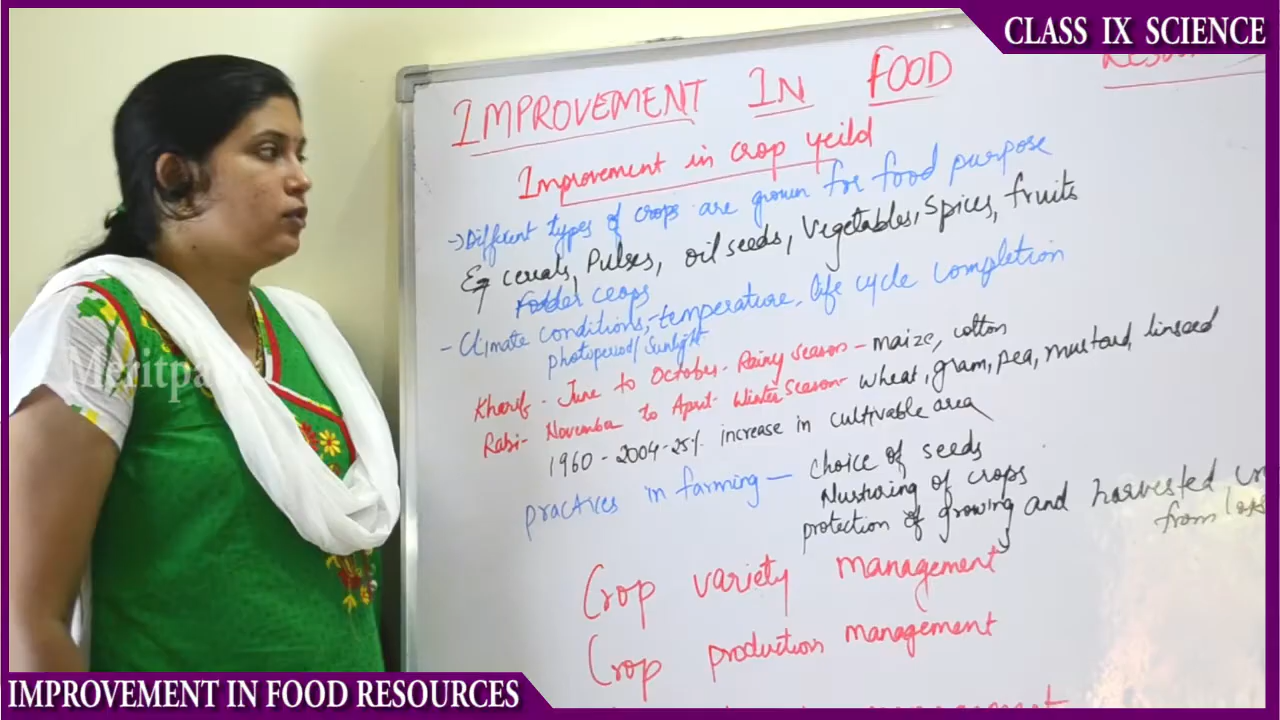 CLASS IX SCIENCE
IMPROVEMENT IN FOOD
Improvement in crop yeild
→ Different types of crops are grown for food purpose
Eg cereals, Pulses, oil seeds, Vegetables, Spices, fruits
Fodder crops
- Climate conditions, - temperature, life cycle completion
photoperiod/Sunlight
Kharif - June to October - Rainy Season - maize, cotton
Rabi - November to April - Winter Season - wheat, gram, pea, mustard, linseed
1960 - 2004 - 25% increase in cultivable area
practices in farming - choice of seeds
Nurturing of crops
protection of growing and harvested
from loss
Crop variety management
Crop production management
management
Meritpa
IMPROVEMENT IN FOOD RESOURCES